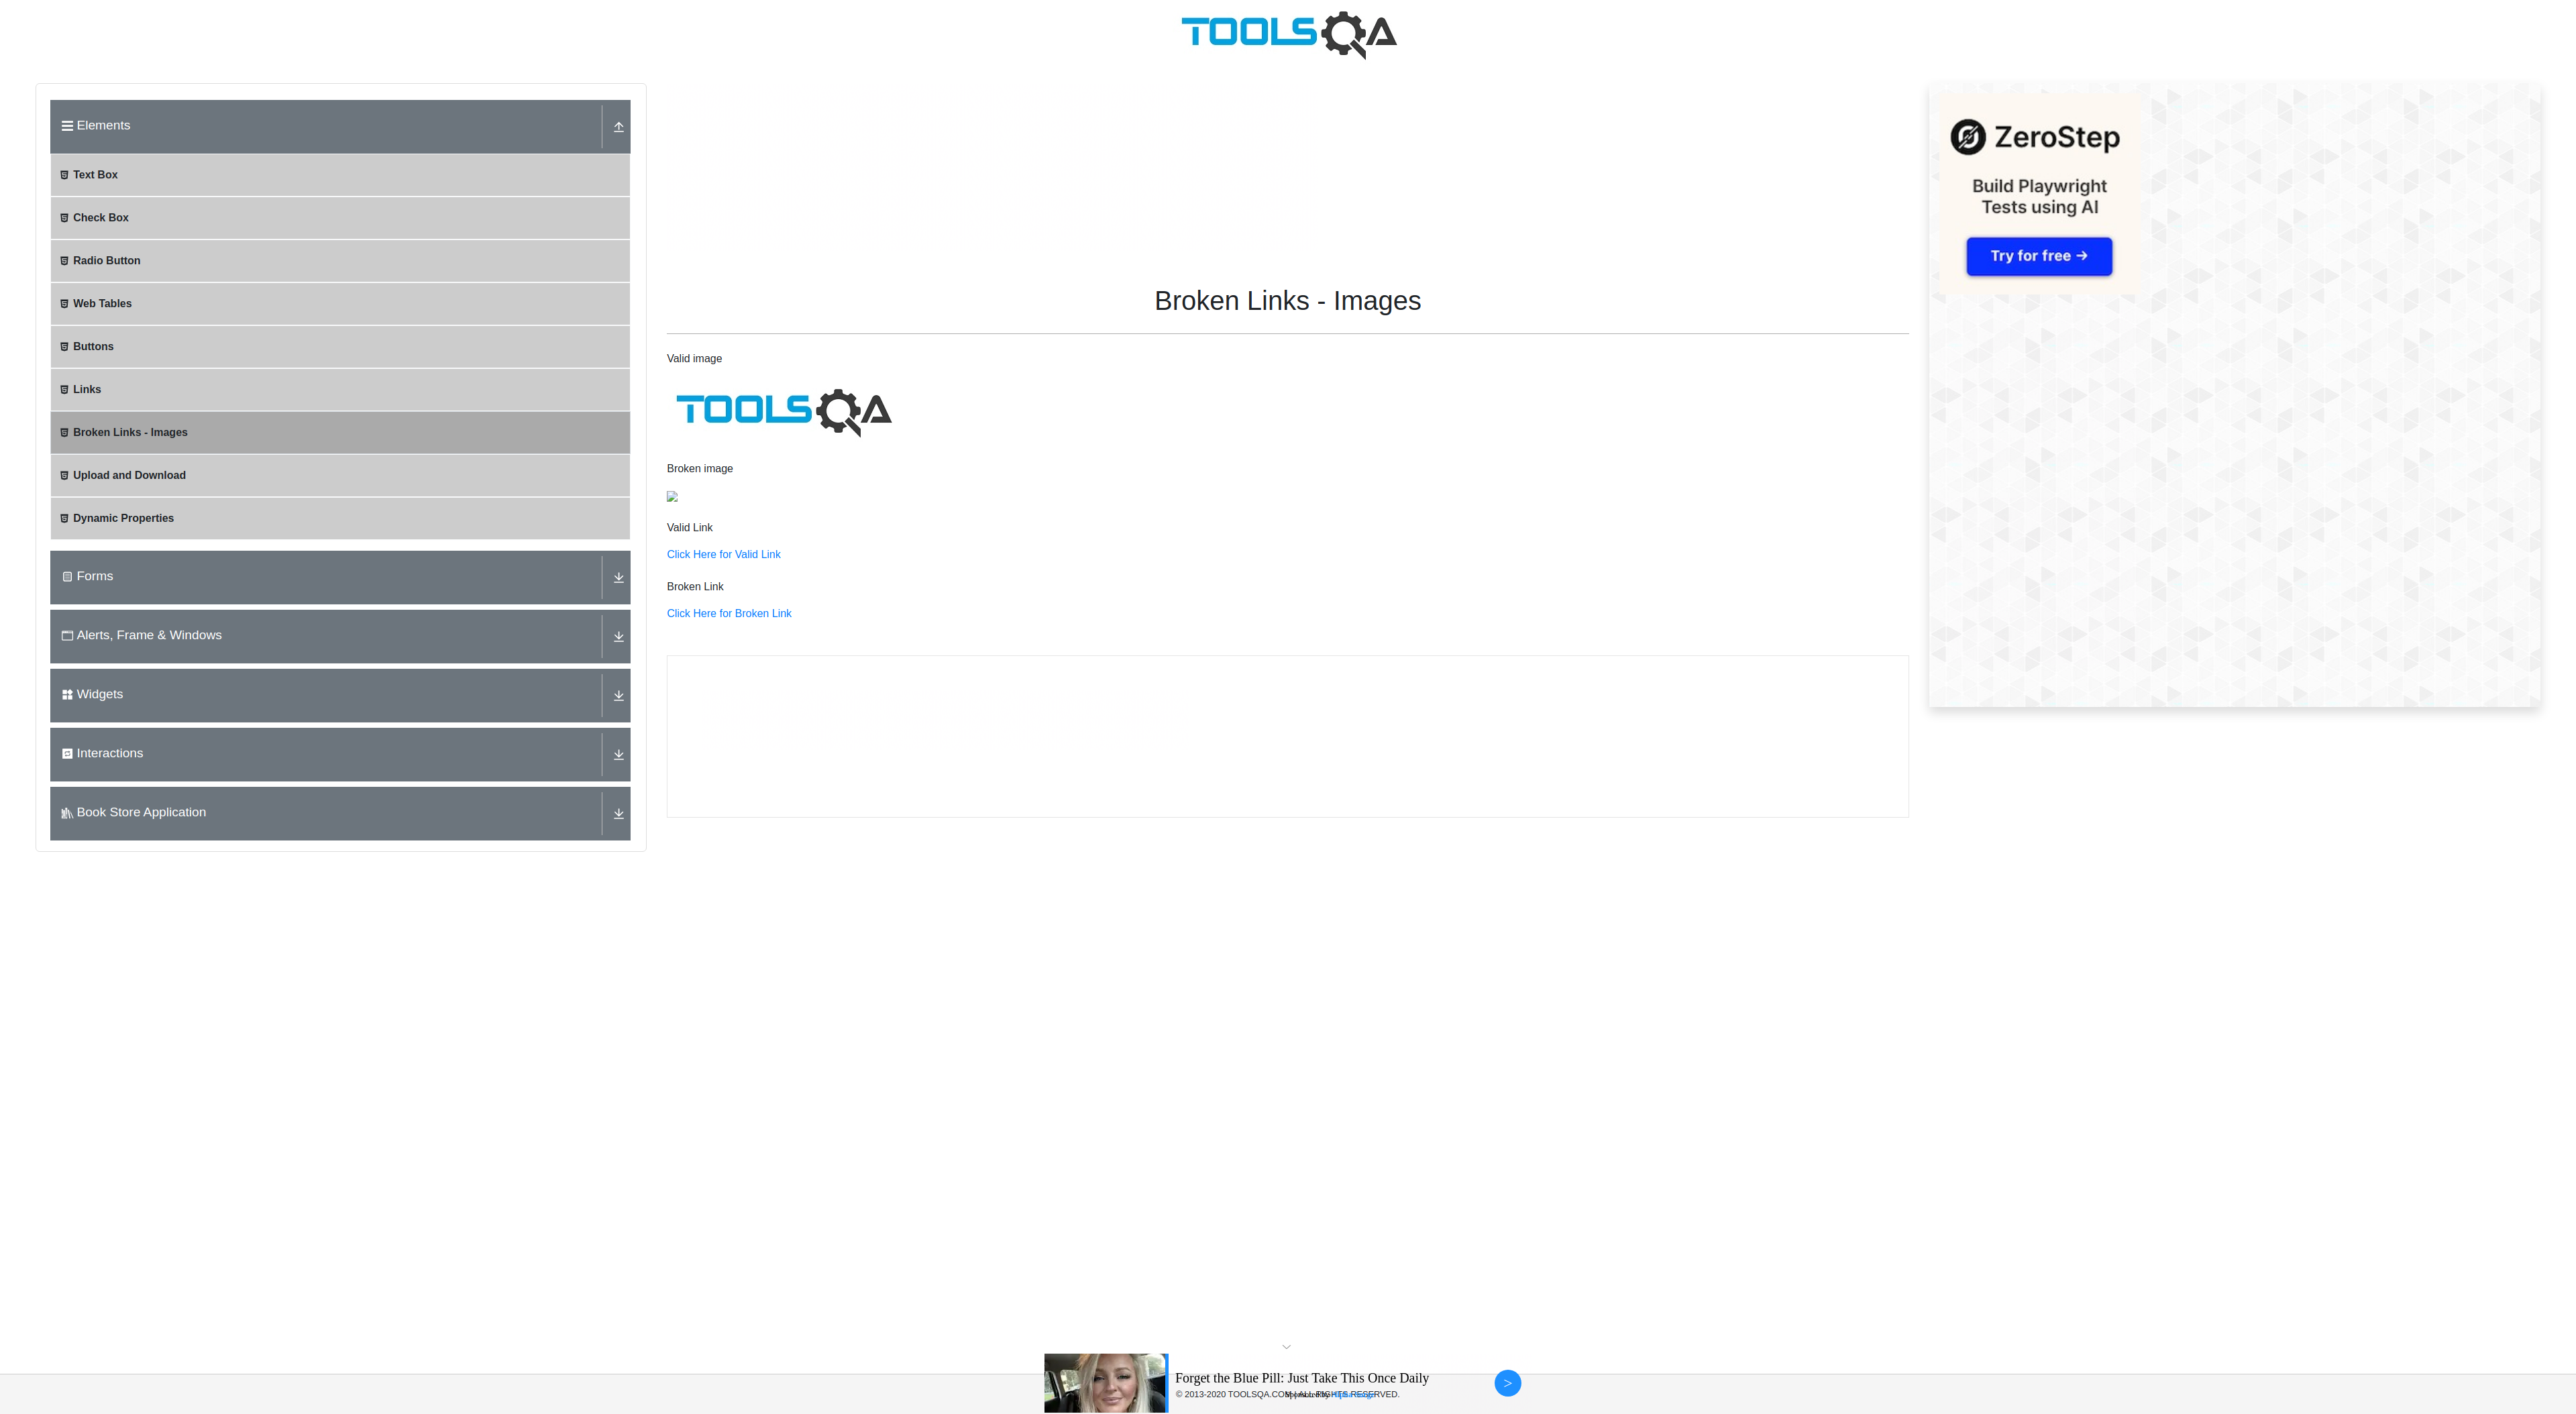 TOOLSQA
Elements
Text Box
Check Box
Radio Button
Web Tables
Buttons
Links
Broken Links - Images
Upload and Download
Dynamic Properties
Forms
Alerts, Frame & Windows
Widgets
Interactions
Book Store Application
Broken Links - Images
Valid image
TOOLSQA
Broken image
Valid Link
Click Here for Valid Link
Broken Link
Click Here for Broken Link
ZeroStep
Build Playwright
Tests using AI
Try for free →
Forget the Blue Pill: Just Take This Once Daily
© 2013-2020 TOOLSQA.COM | ALL RIGHTS RESERVED.
>